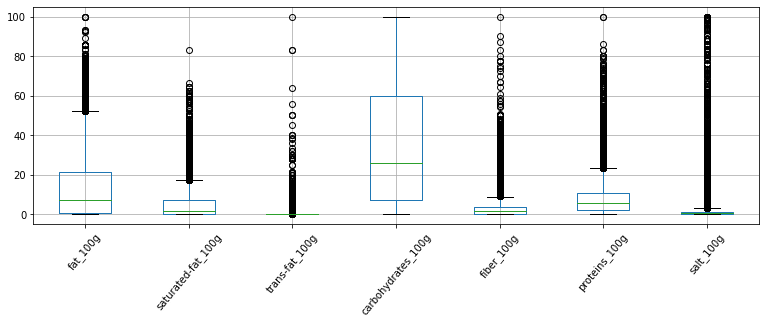 100
80
60
40
20
0
fat_100g
saturated-fat_100g
trans-fat_100g
carbohydrates_100g
fiber_100g
proteins_100g
salt_100g